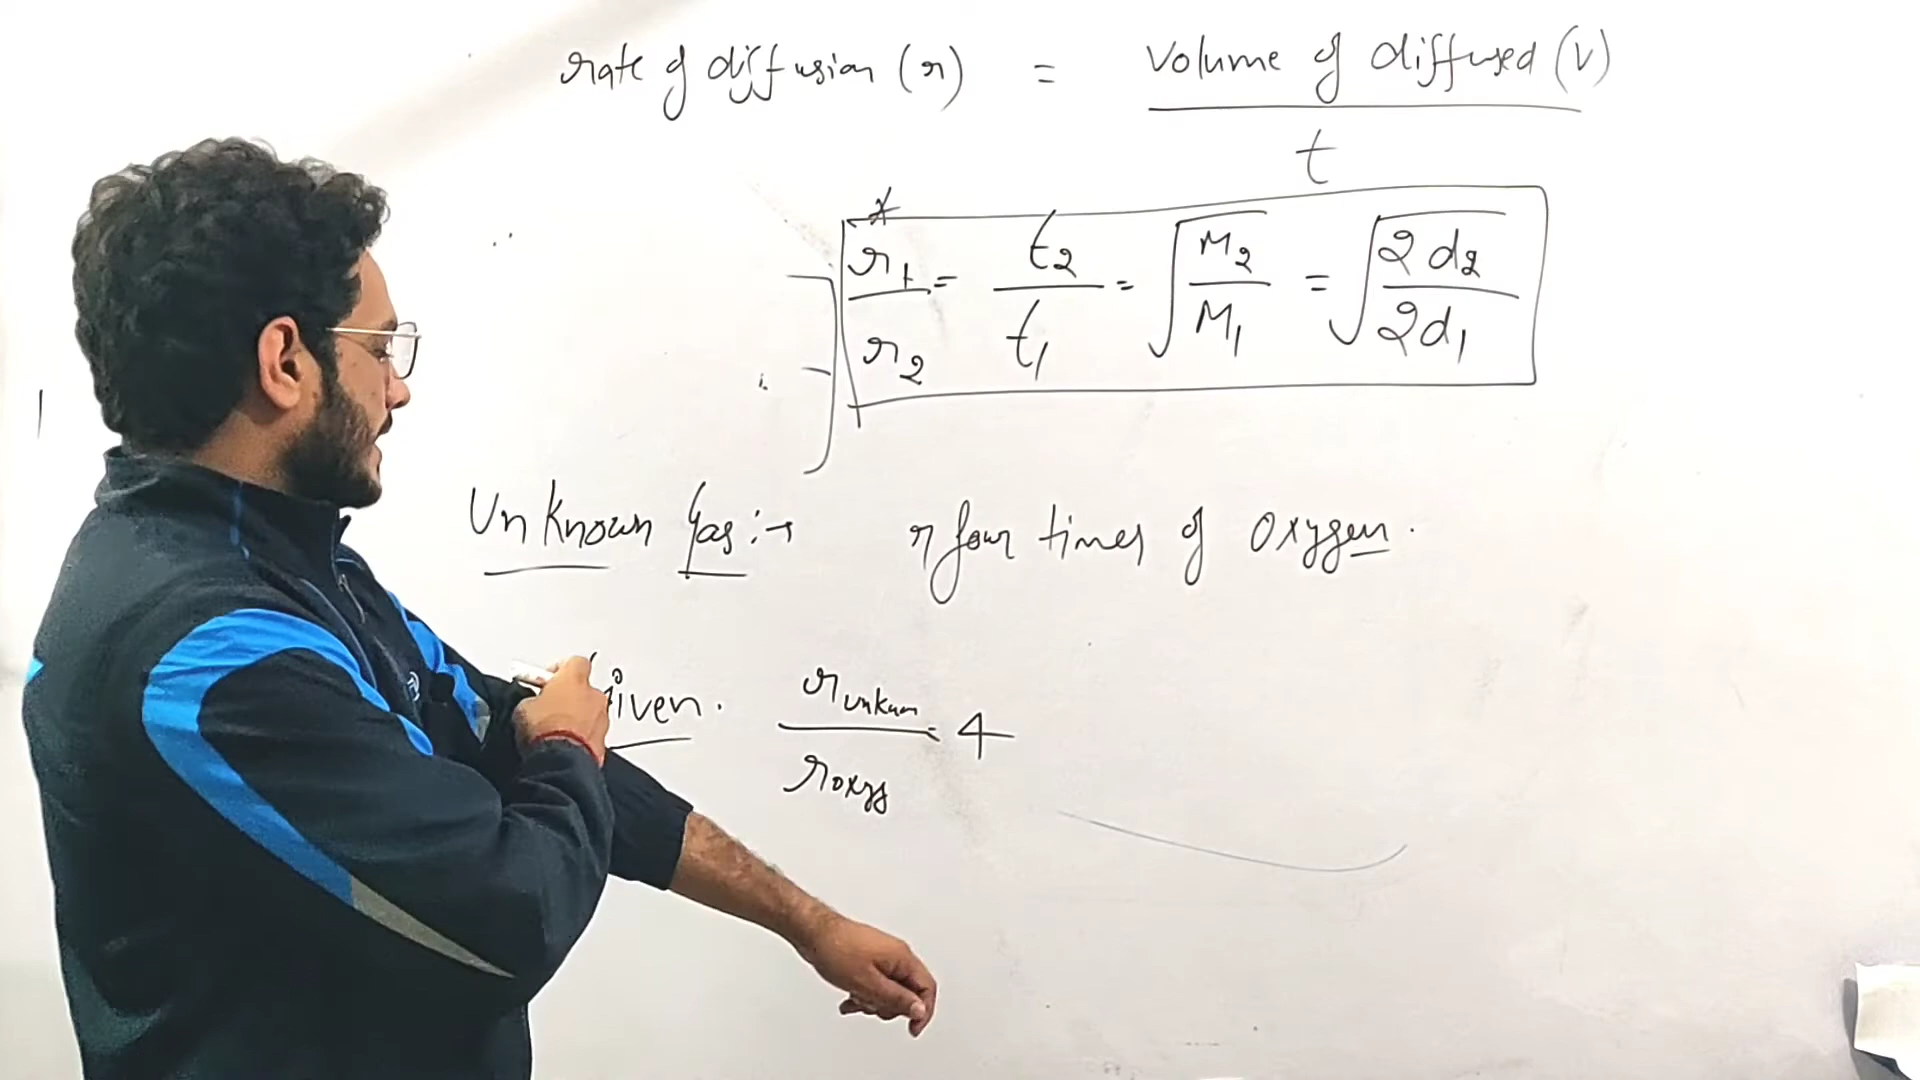 rate of diffusion (r) = Volume of diffused (V) / t
r1/r2 = t2/t1 = √(M2/M1) = √(2d2/2d1)
Unknown Gas :→ r four times of Oxygen.
Given. r unkn / r oxyg = 4